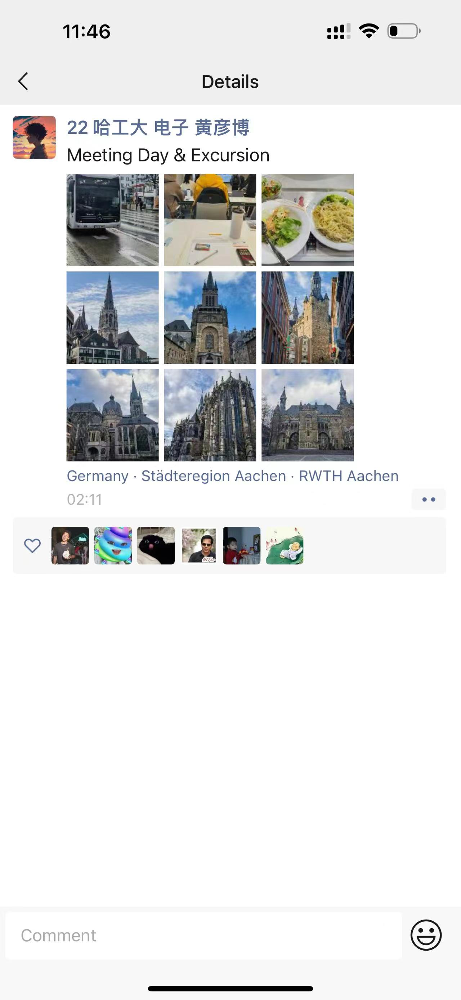 11:46
Details
22 哈工大 电子 黄彦博
Meeting Day & Excursion
Germany · Städteregion Aachen · RWTH Aachen
02:11
HITer
Comment